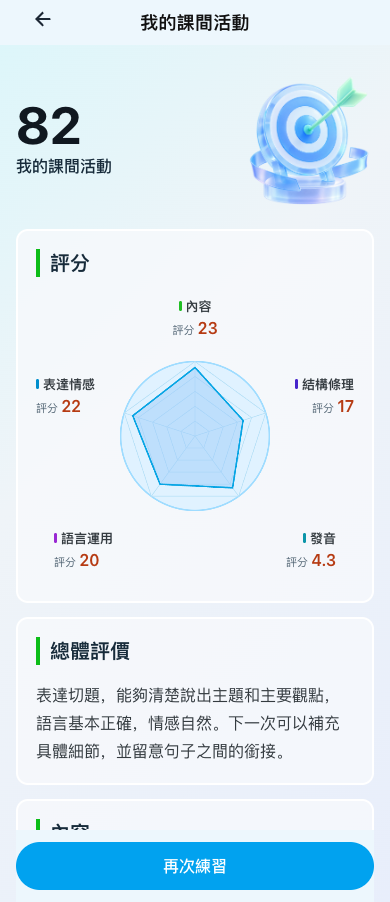 我的課間活動
82
我的課間活動
評分
內容
評分 23
表達情感
評分 22
結構修理
評分 17
語言運用
評分 20
發音
評分 4.3
總體評價
表達切題，能夠清楚說出主題和主要觀點，
語言基本正確，情感自然。下一次可以補充
具體細節，並留意句子之間的銜接。
內容
再次練習